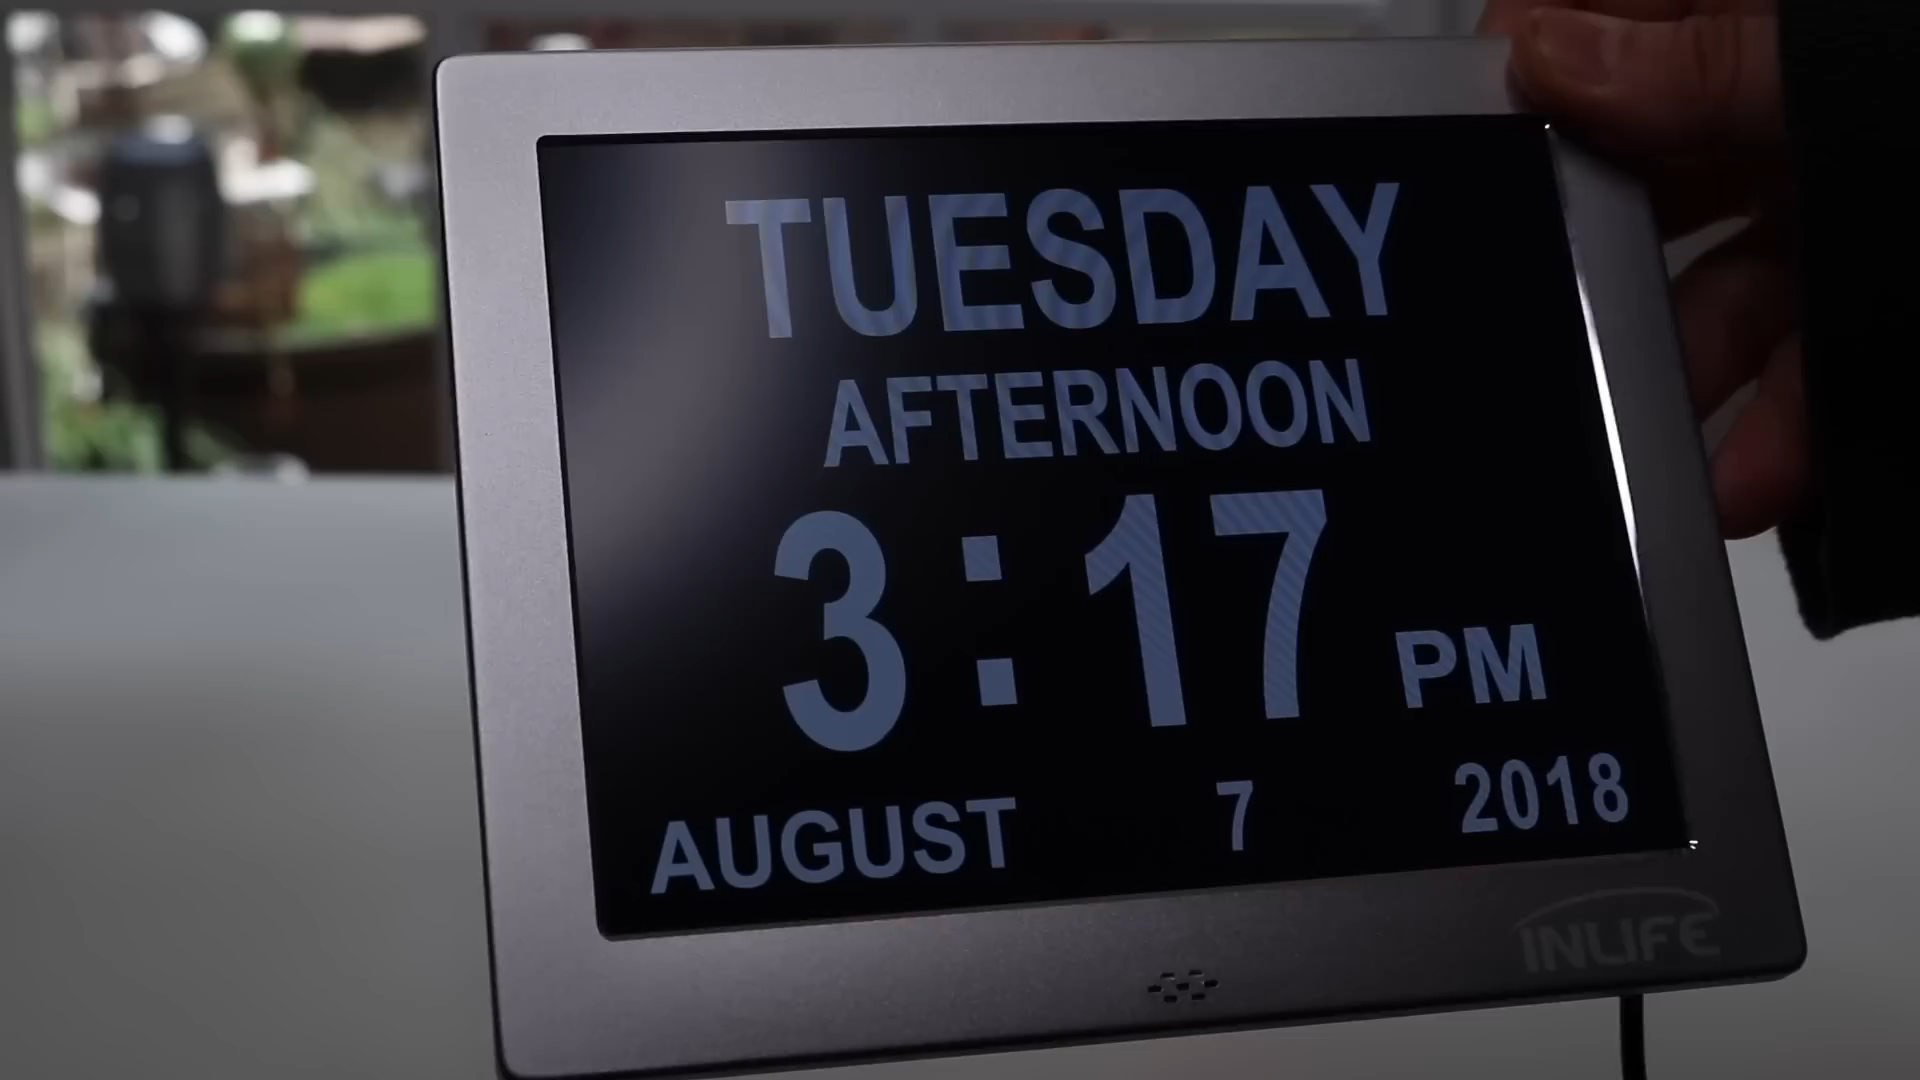 TUESDAY
AFTERNOON
3:17 PM
AUGUST 7 2018
INLIFE